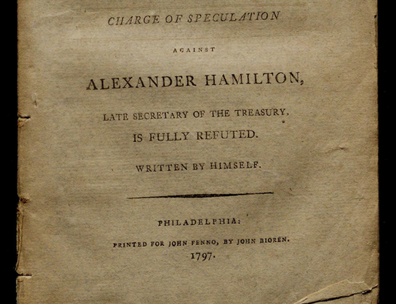 CHARGE OF SPECULATION
AGAINST
ALEXANDER HAMILTON,
LATE SECRETARY OF THE TREASURY,
IS FULLY REFUTED.
WRITTEN BY HIMSELF.
PHILADELPHIA:
PRINTED FOR JOHN FENNO, BY JOHN BIOREN.
1797.